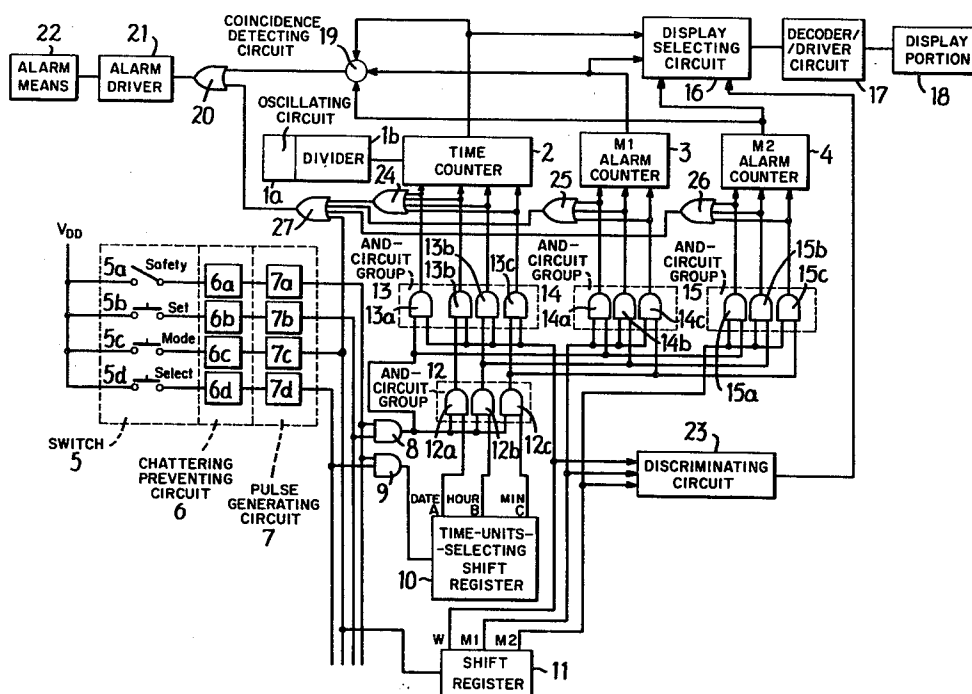 22
ALARM
MEANS
21
ALARM
DRIVER
20
COINCIDENCE
DETECTING
CIRCUIT
19
DISPLAY
SELECTING
CIRCUIT
16
DECODER/
/DRIVER
CIRCUIT
17
DISPLAY
PORTION
18
OSCILLATING
CIRCUIT
1b
DIVIDER
1a
TIME
COUNTER
2
M1
ALARM
COUNTER
3
M2
ALARM
COUNTER
4
24
25
26
27
AND-
CIRCUIT
GROUP
13
13a
13b
13b
13c
AND-
CIRCUIT
GROUP
14
14a
14b
14c
AND-
CIRCUIT
GROUP
15
15a
15b
15c
VDD
5a Safety 6a 7a
5b Set 6b 7b
5c Mode 6c 7c
5d Select 6d 7d
SWITCH
5
CHATTERING
PREVENTING
CIRCUIT
6
PULSE
GENERATING
CIRCUIT
7
8
9
AND-
CIRCUIT
GROUP
12
12a
12b
12c
DATE
A
HOUR
B
MIN
C
TIME-UNITS-
-SELECTING
SHIFT
REGISTER
10
23
DISCRIMINATING
CIRCUIT
W M1 M2
SHIFT
REGISTER
11